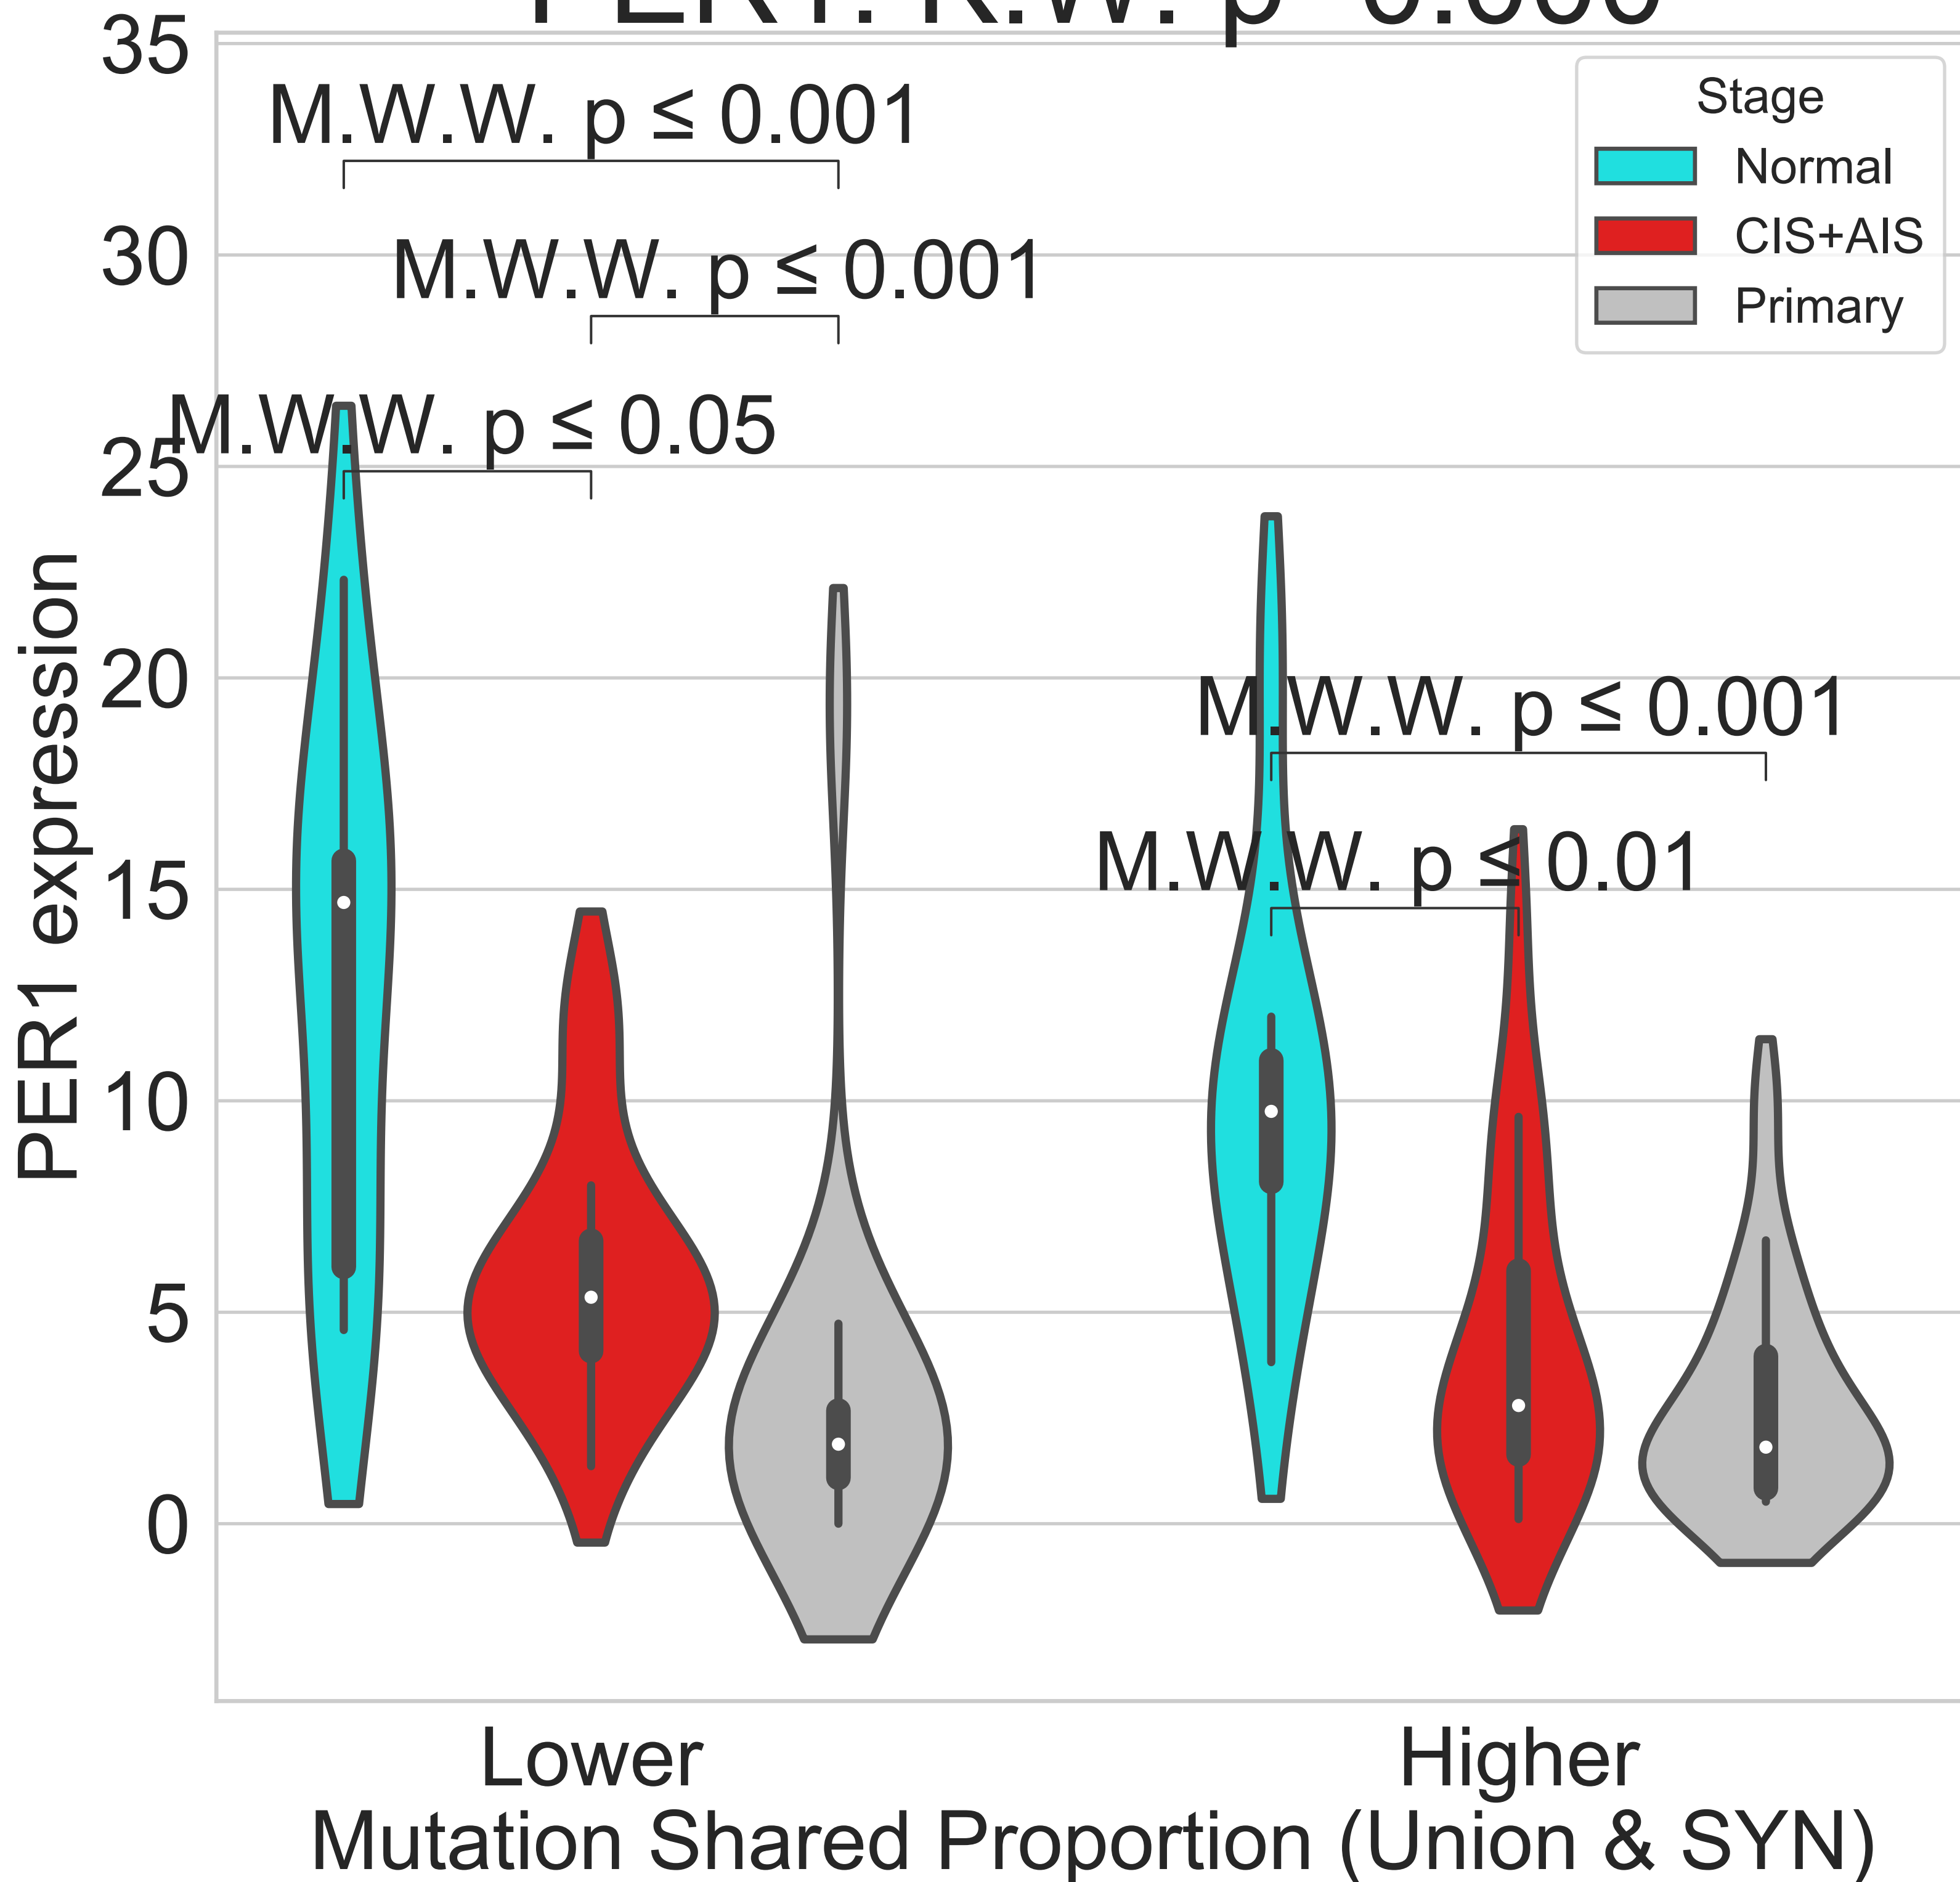 PER1: K.W. p
35
M.W.W. p ≤ 0.001
30
M.W.W. p ≤ 0.001
25
M.W.W. p ≤ 0.05
20
M.W.W. p ≤ 0.001
15
M.W.W. p ≤ 0.01
10
5
0
PER1 expression
Stage
Normal
CIS+AIS
Primary
Lower
Higher
Mutation Shared Proportion (Union & SYN)